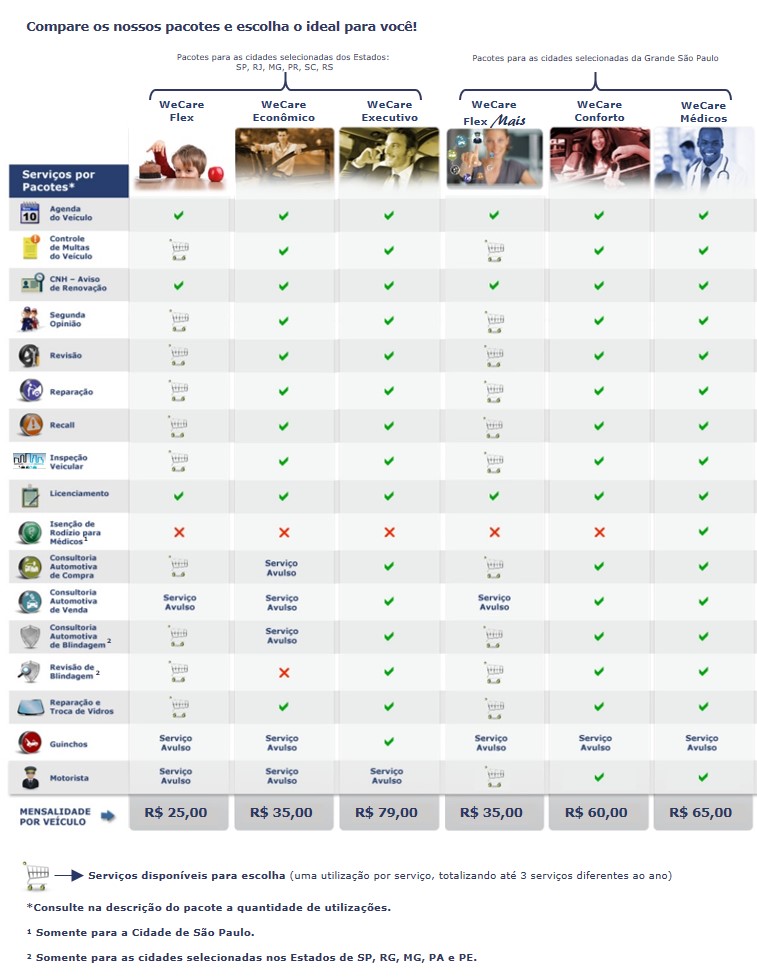 Compare os nossos pacotes e escolha o ideal para você!
Pacotes para as cidades selecionadas dos Estados:
SP, RJ, MG, PR, SC, RS
Pacotes para as cidades selecionadas da Grande São Paulo
WeCare
Flex
WeCare
Econômico
WeCare
Executivo
WeCare
Flex Mais
WeCare
Conforto
WeCare
Médicos
Serviços por
Pacotes*
10
Agenda
do Veículo
Controle
de Multas
do Veículo
CNH – Aviso
de Renovação
Segunda
Opinião
Revisão
Reparação
Recall
Inspeção
Veicular
Licenciamento
Isenção de
Rodízio para
Médicos¹
Consultoria
Automotiva
de Compra
Serviço
Avulso
Consultoria
Automotiva
de Venda
Serviço
Avulso
Serviço
Avulso
Serviço
Avulso
Consultoria
Automotiva
de Blindagem ²
Serviço
Avulso
Revisão de
Blindagem ²
Reparação e
Troca de Vidros
Guinchos
Serviço
Avulso
Serviço
Avulso
Serviço
Avulso
Serviço
Avulso
Serviço
Avulso
Motorista
Serviço
Avulso
Serviço
Avulso
Serviço
Avulso
MENSALIDADE
POR VEÍCULO
R$ 25,00
R$ 35,00
R$ 79,00
R$ 35,00
R$ 60,00
R$ 65,00
Serviços disponíveis para escolha (uma utilização por serviço, totalizando até 3 serviços diferentes ao ano)
*Consulte na descrição do pacote a quantidade de utilizações.
¹ Somente para a Cidade de São Paulo.
² Somente para as cidades selecionadas nos Estados de SP, RG, MG, PA e PE.